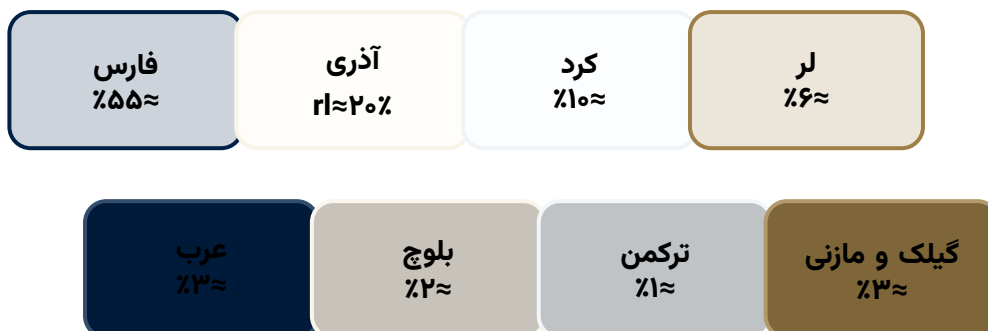 لر
≈۶٪
کرد
≈۱۰٪
آذری
rl≈۲۰٪
فارس
≈۵۵٪
گیلک و مازنی
≈۳٪
ترکمن
≈۱٪
بلوچ
≈۲٪
عرب
≈۳٪